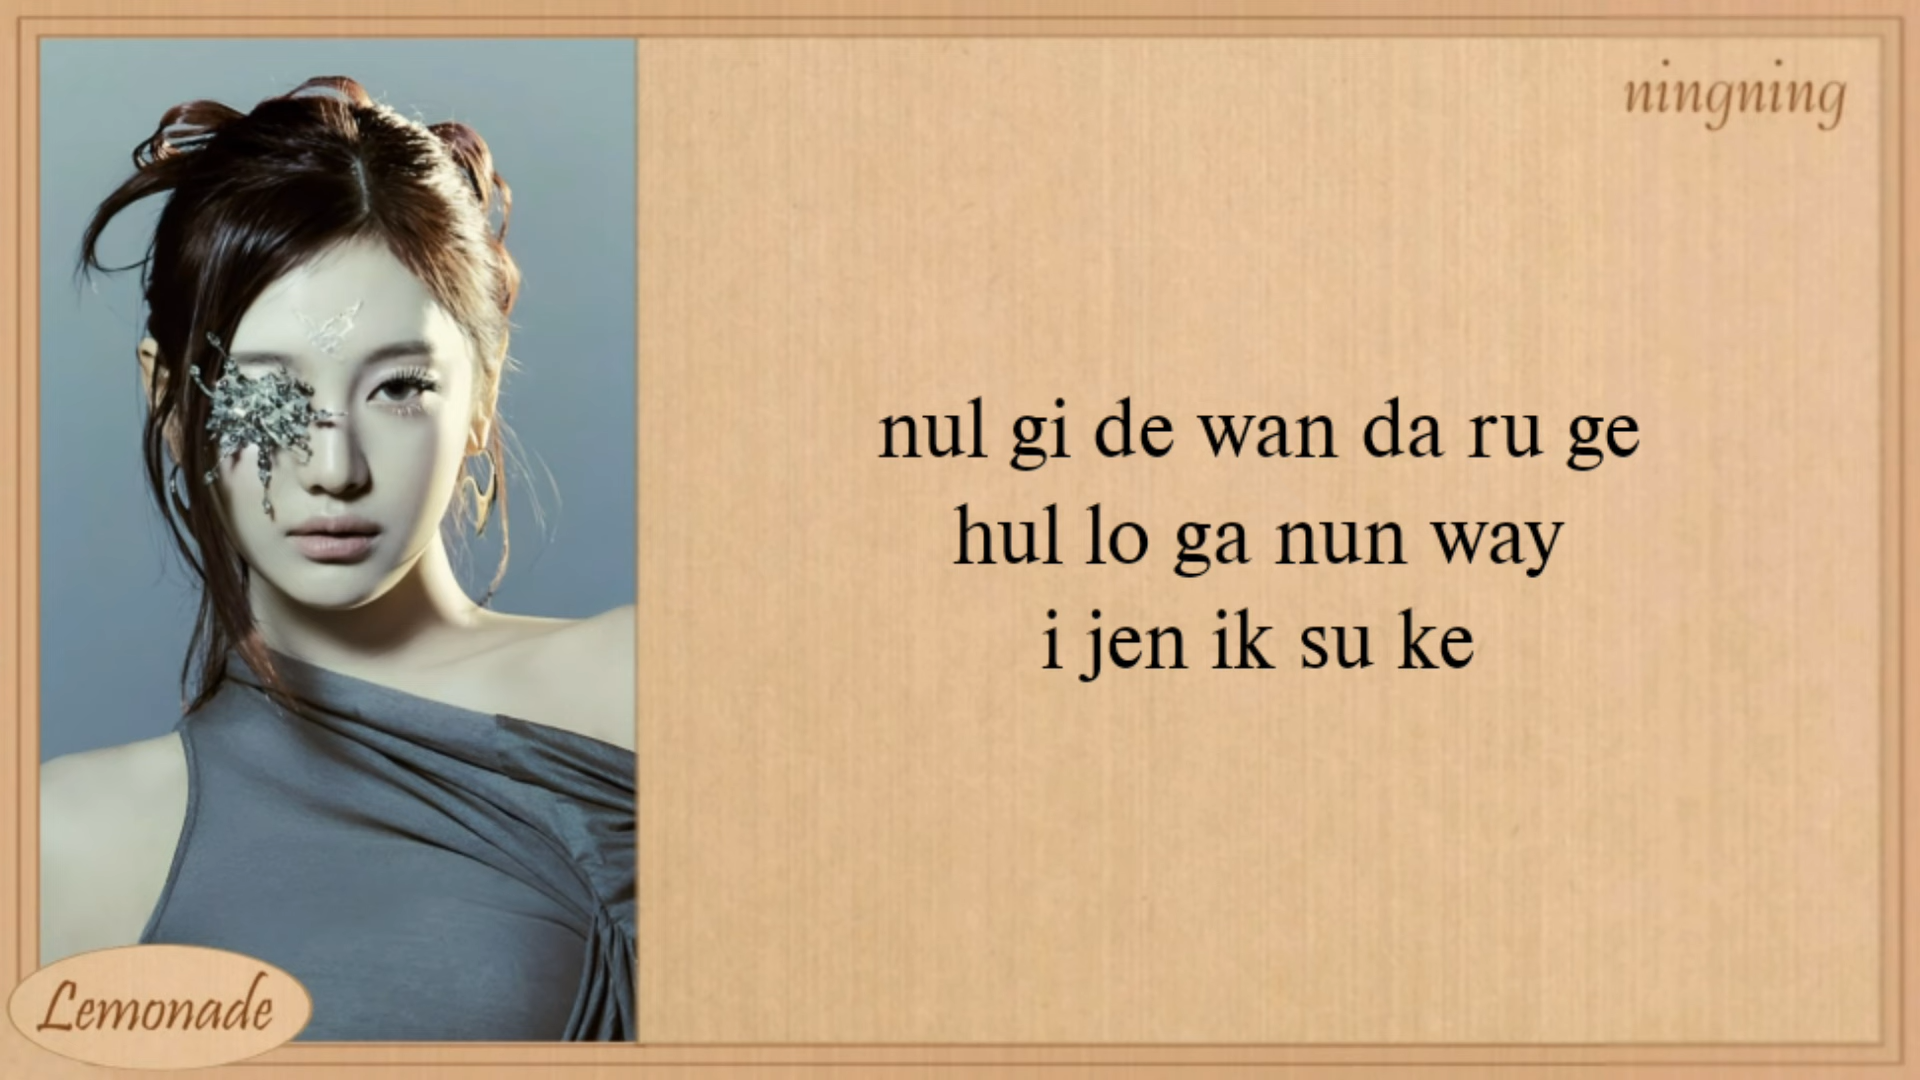 ningning
nul gi de wan da ru ge
hul lo ga nun way
i jen ik su ke
Lemonade